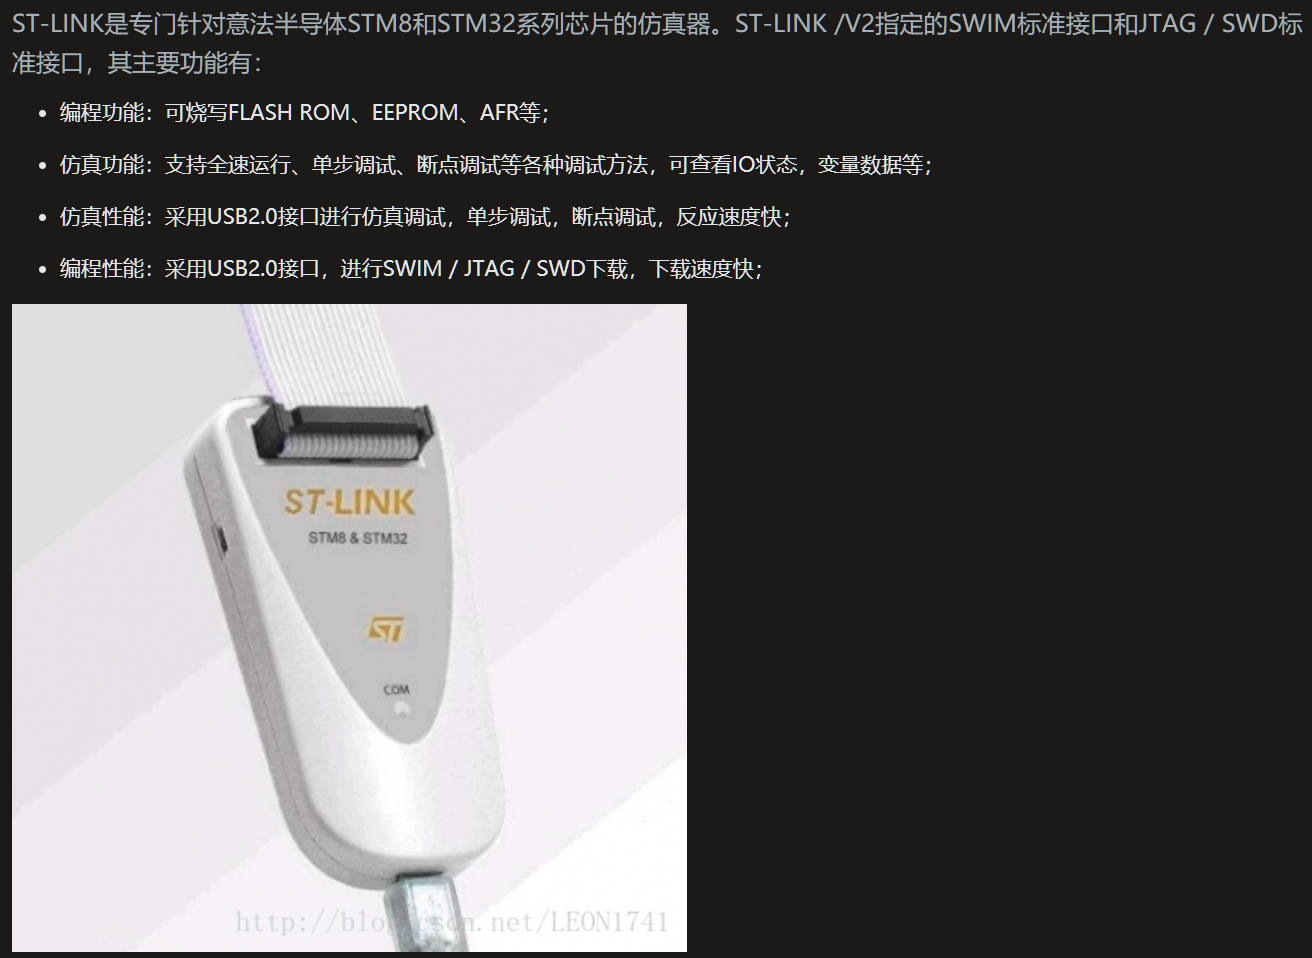 ST-LINK是专门针对意法半导体STM8和STM32系列芯片的仿真器。ST-LINK /V2指定的SWIM标准接口和JTAG / SWD标
准接口，其主要功能有：
• 编程功能：可烧写FLASH ROM、EEPROM、AFR等；
• 仿真功能：支持全速运行、单步调试、断点调试等各种调试方法，可查看IO状态，变量数据等；
• 仿真性能：采用USB2.0接口进行仿真调试，单步调试，断点调试，反应速度快；
• 编程性能：采用USB2.0接口，进行SWIM / JTAG / SWD下载，下载速度快；
ST-LINK
STM8 & STM32
ST
COM
http://blog.csdn.net/LEON1741